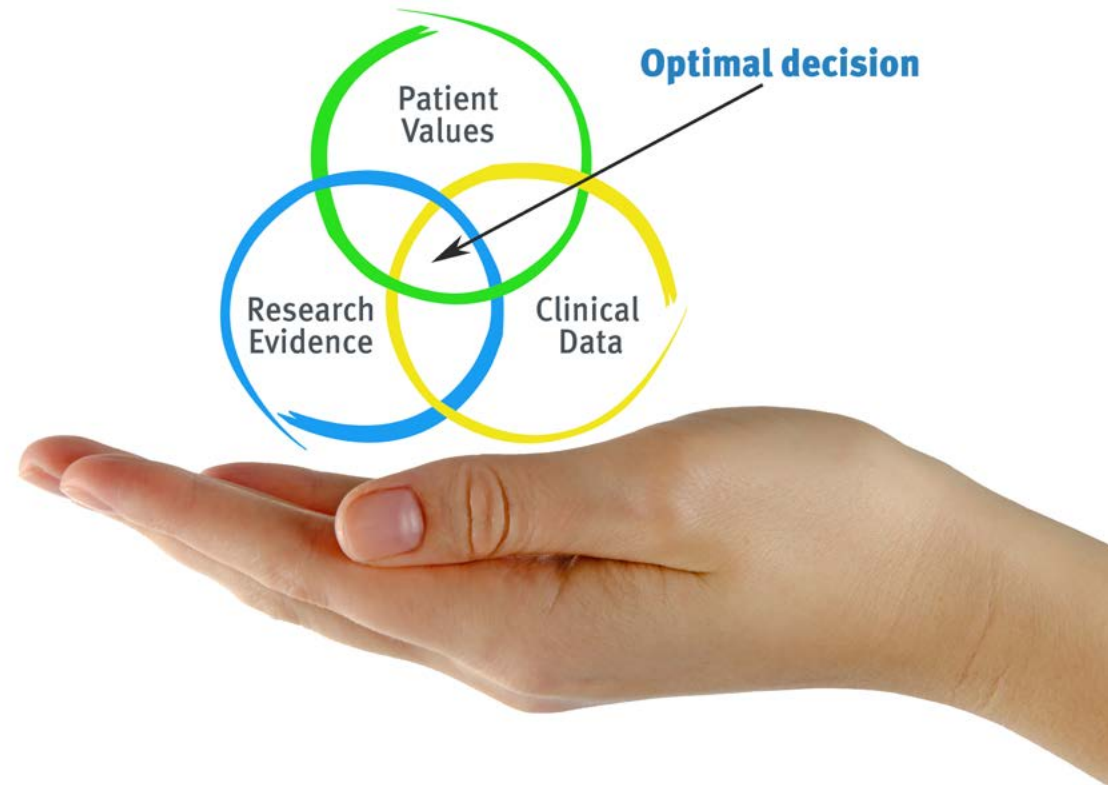 Optimal decision
Patient
Values
Research
Evidence
Clinical
Data